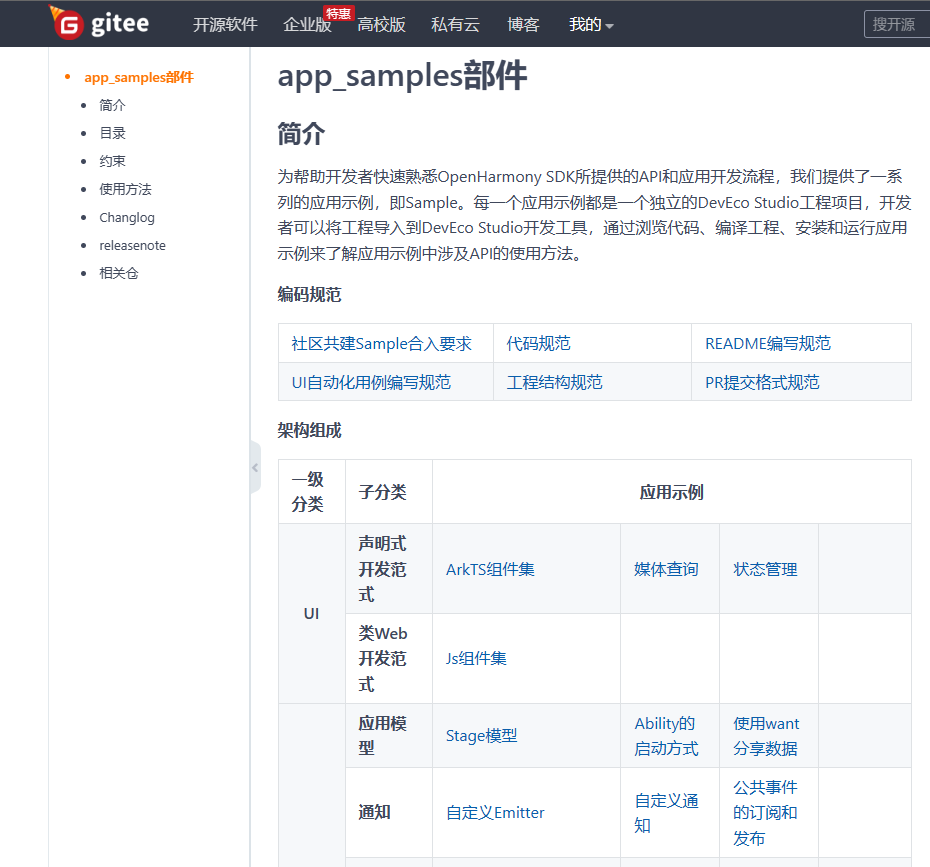 gitee
开源软件 企业版 特惠 高校版 私有云 博客 我的 搜开源
app_samples部件
简介
目录
约束
使用方法
Changlog
releasenote
相关仓
app_samples部件
简介
为帮助开发者快速熟悉OpenHarmony SDK所提供的API和应用开发流程，我们提供了一系
列的应用示例，即Sample。每一个应用示例都是一个独立的DevEco Studio工程项目，开发
者可以将工程导入到DevEco Studio开发工具，通过浏览代码、编译工程、安装和运行应用
示例来了解应用示例中涉及API的使用方法。
编码规范
社区共建Sample合入要求 代码规范 README编写规范
UI自动化用例编写规范 工程结构规范 PR提交格式规范
架构组成
一级
分类
子分类
应用示例
UI
声明式
开发范
式
ArkTS组件集
媒体查询
状态管理
类Web
开发范
式
Js组件集
应用模
型
Stage模型
Ability的
启动方式
使用want
分享数据
通知
自定义Emitter
自定义通
知
公共事件
的订阅和
发布